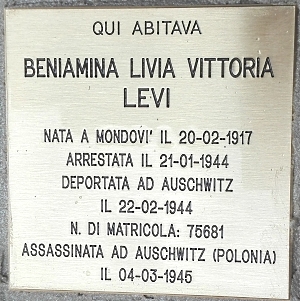 QUI ABITAVA
BENIAMINA LIVIA VITTORIA
LEVI
NATA A MONDOVI' IL 20-02-1917
ARRESTATA IL 21-01-1944
DEPORTATA AD AUSCHWITZ
IL 22-02-1944
N. DI MATRICOLA: 75681
ASSASSINATA AD AUSCHWITZ (POLONIA)
IL 04-03-1945